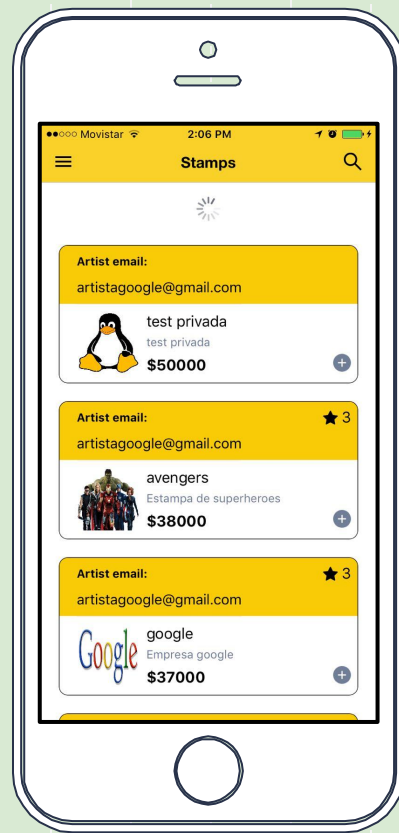 Movistar 2:06 PM
Stamps
Artist email:
artistagoogle@gmail.com
test privada
test privada
$50000
Artist email: 3
artistagoogle@gmail.com
avengers
Estampa de superheroes
$38000
Artist email: 3
artistagoogle@gmail.com
Google
google
Empresa google
$37000